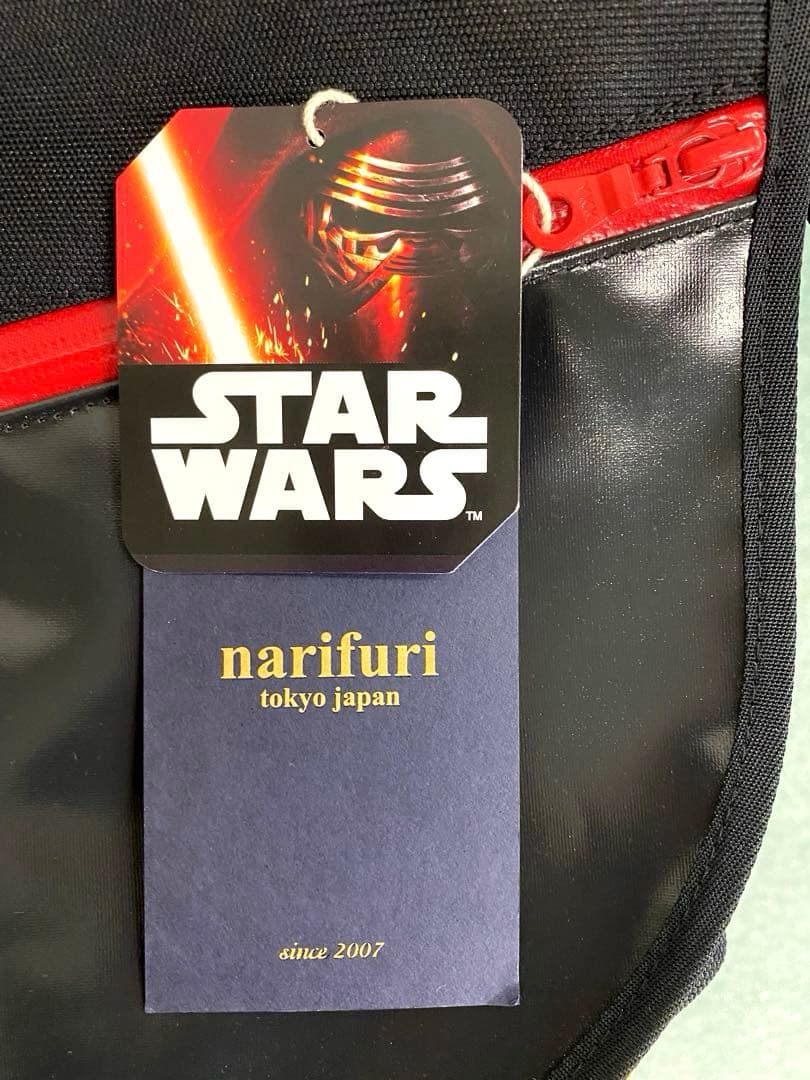 STAR
WARS
TM
narifuri
tokyo japan
since 2007